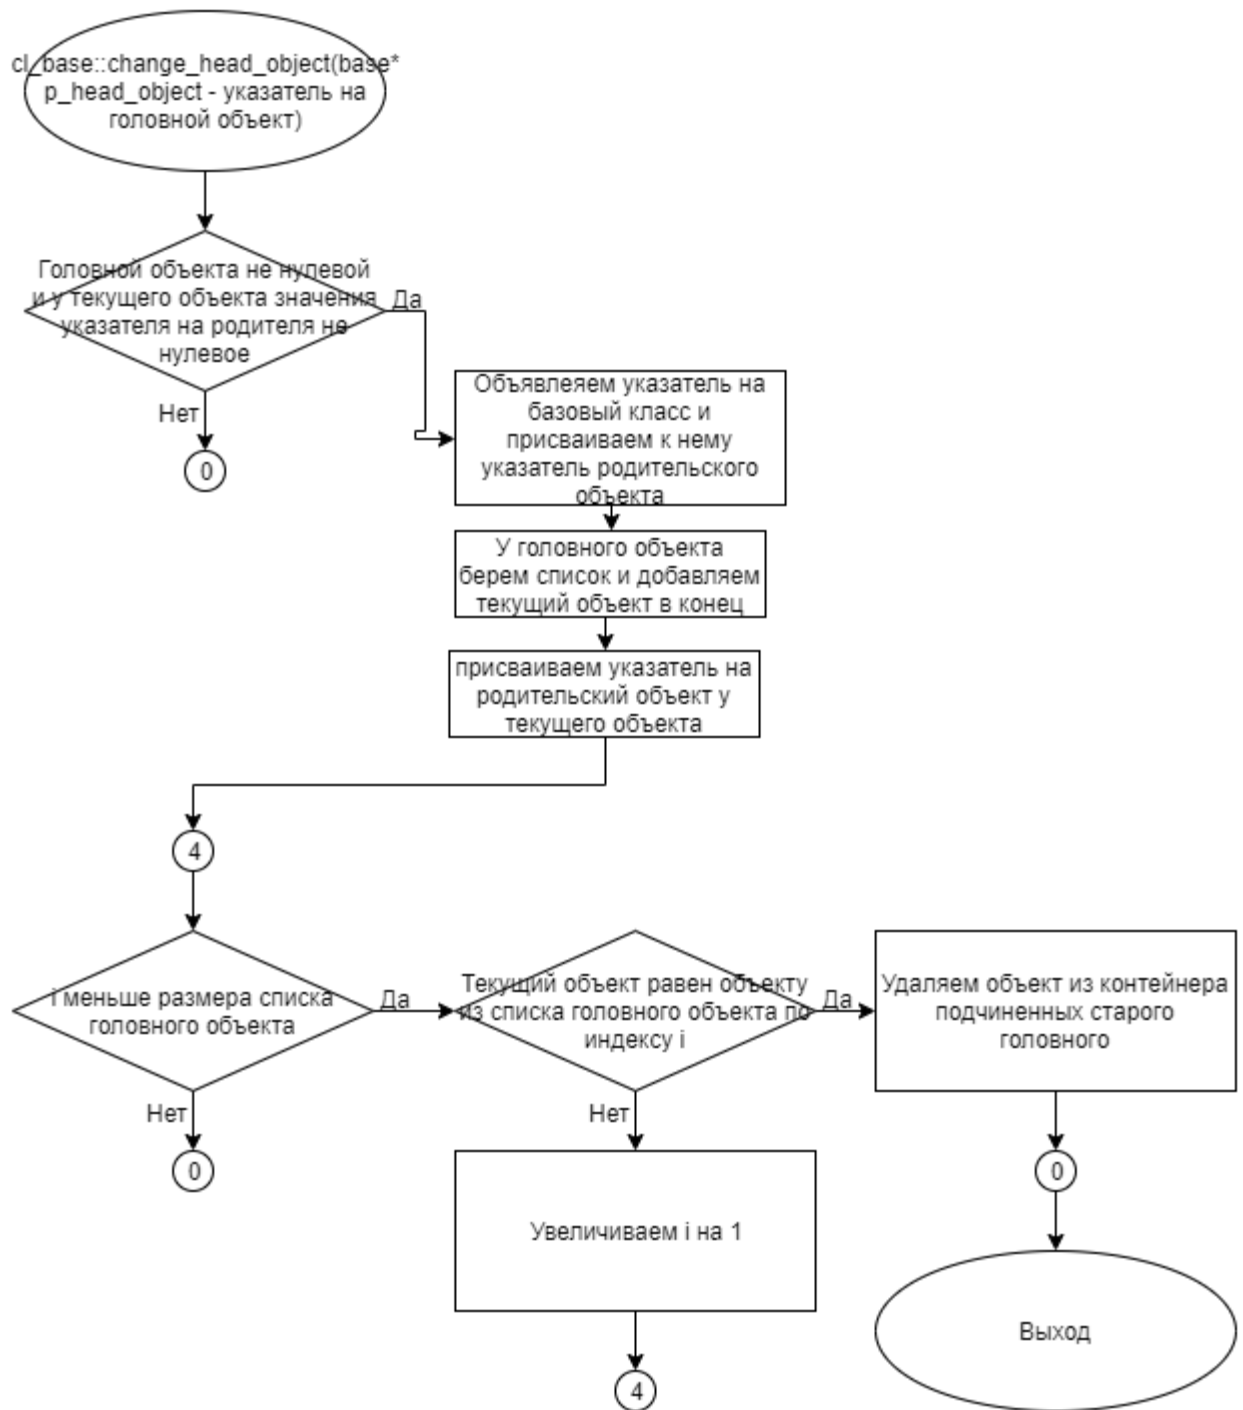 cl_base::change_head_object(base*
p_head_object - указатель на
головной объект)
Головной объекта не нулевой
и у текущего объекта значения
указателя на родителя не
нулевое
Да
Нет
0
Объявлеяем указатель на
базовый класс и
присваиваем к нему
указатель родительского
объекта
У головного объекта
берем список и добавляем
текущий объект в конец
присваиваем указатель на
родительский объект у
текущего объекта
4
i меньше размера списка
головного объекта
Да
Нет
0
Текущий объект равен объекту
из списка головного объекта по
индексу i
Да
Нет
Удаляем объект из контейнера
подчиненных старого
головного
0
Увеличиваем i на 1
4
Выход